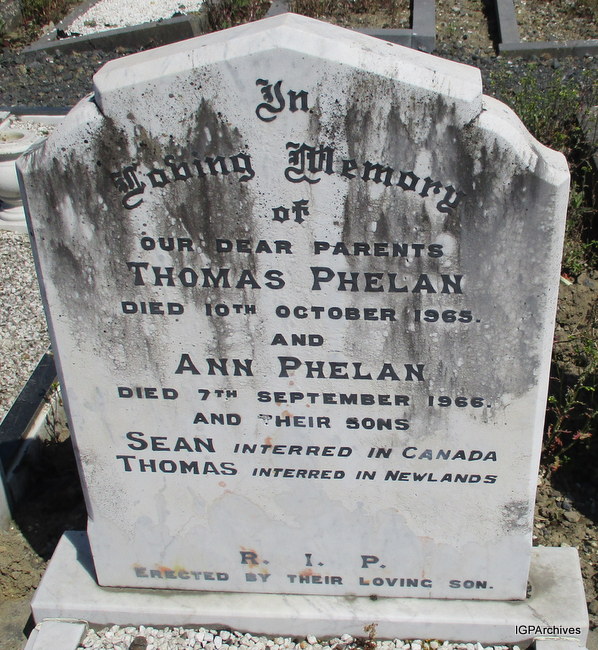 In
Loving Memory
of
OUR DEAR PARENTS
THOMAS PHELAN
DIED 10TH OCTOBER 1965.
AND
ANN PHELAN
DIED 7TH SEPTEMBER 1966.
AND THEIR SONS
SEAN INTERRED IN CANADA
THOMAS INTERRED IN NEWLANDS
R. I. P.
ERECTED BY THEIR LOVING SON.
IGPArchives